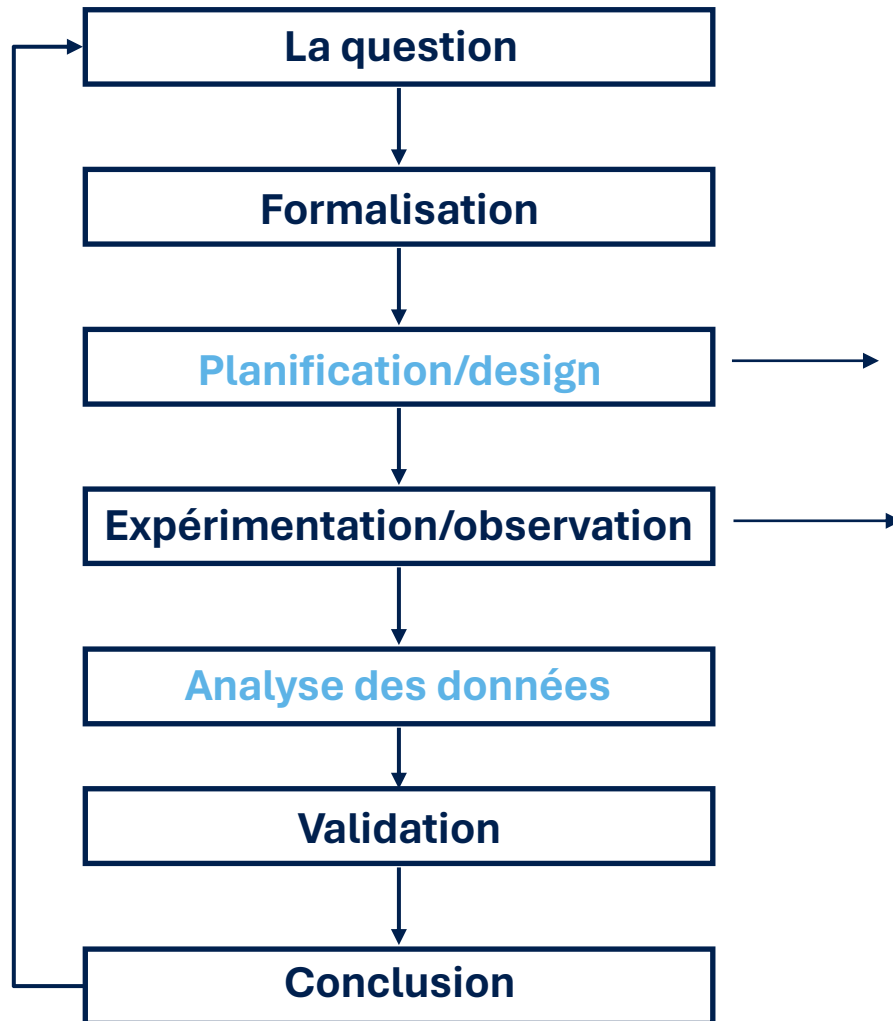 La question
Formalisation
Planification/design
Expérimentation/observation
Analyse des données
Validation
Conclusion